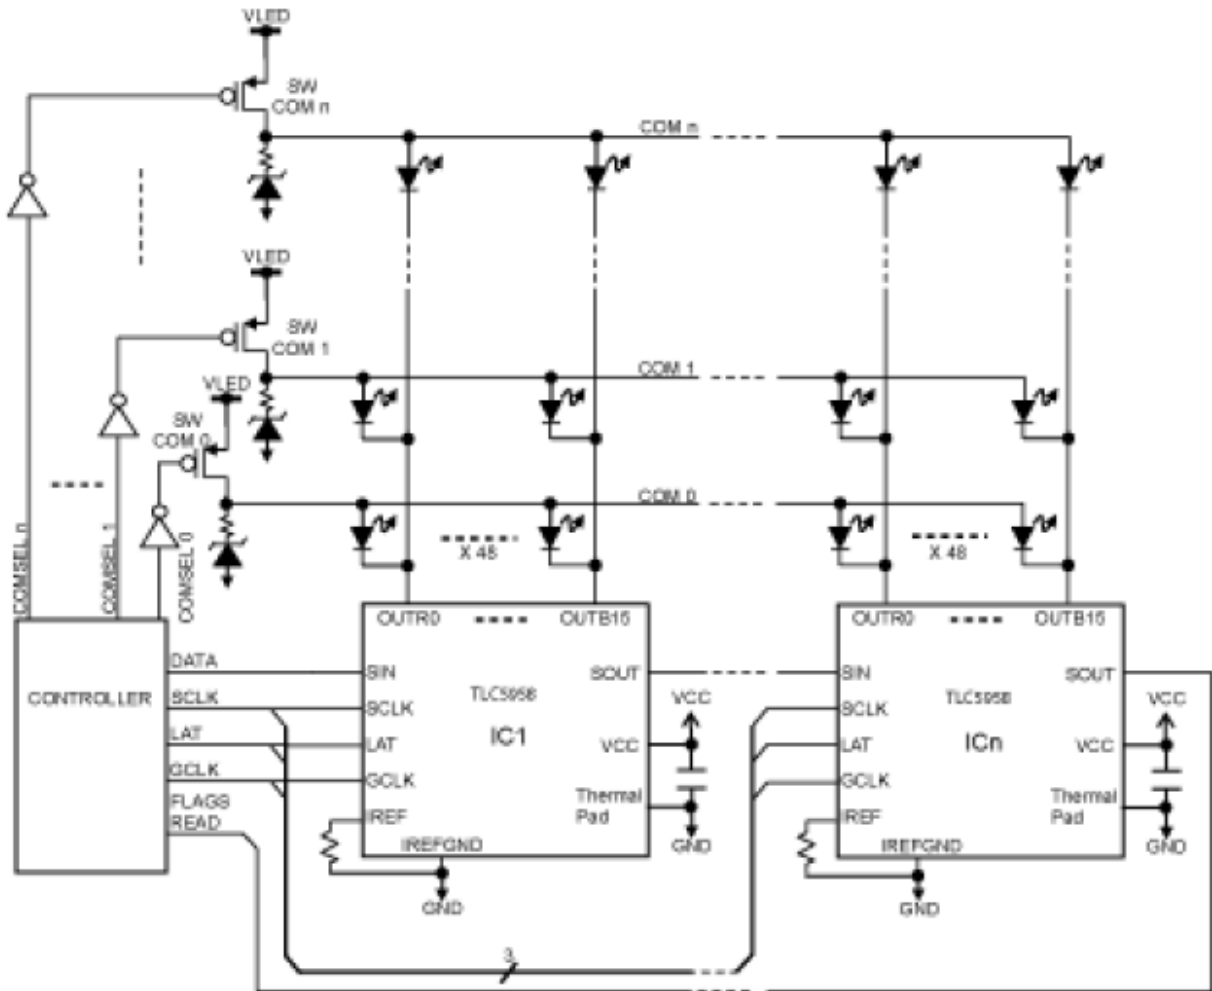 VLED
SW
COM n
COM n
VLED
SW
COM 1
COM 1
VLED
SW
COM 0
COM 0
X 48
X 48
COMSEL n
COMSEL 1
COMSEL 0
OUTR0
OUTB15
OUTR0
OUTB15
CONTROLLER
DATA
SCLK
LAT
GCLK
FLAGS
READ
SIN
SOUT
TLC5958
SCLK
IC1
LAT
VCC
GCLK
Thermal
Pad
IREF
IREFGND
VCC
GND
GND
SIN
SOUT
TLC5958
SCLK
ICn
LAT
VCC
GCLK
Thermal
Pad
IREF
IREFGND
VCC
GND
GND
3